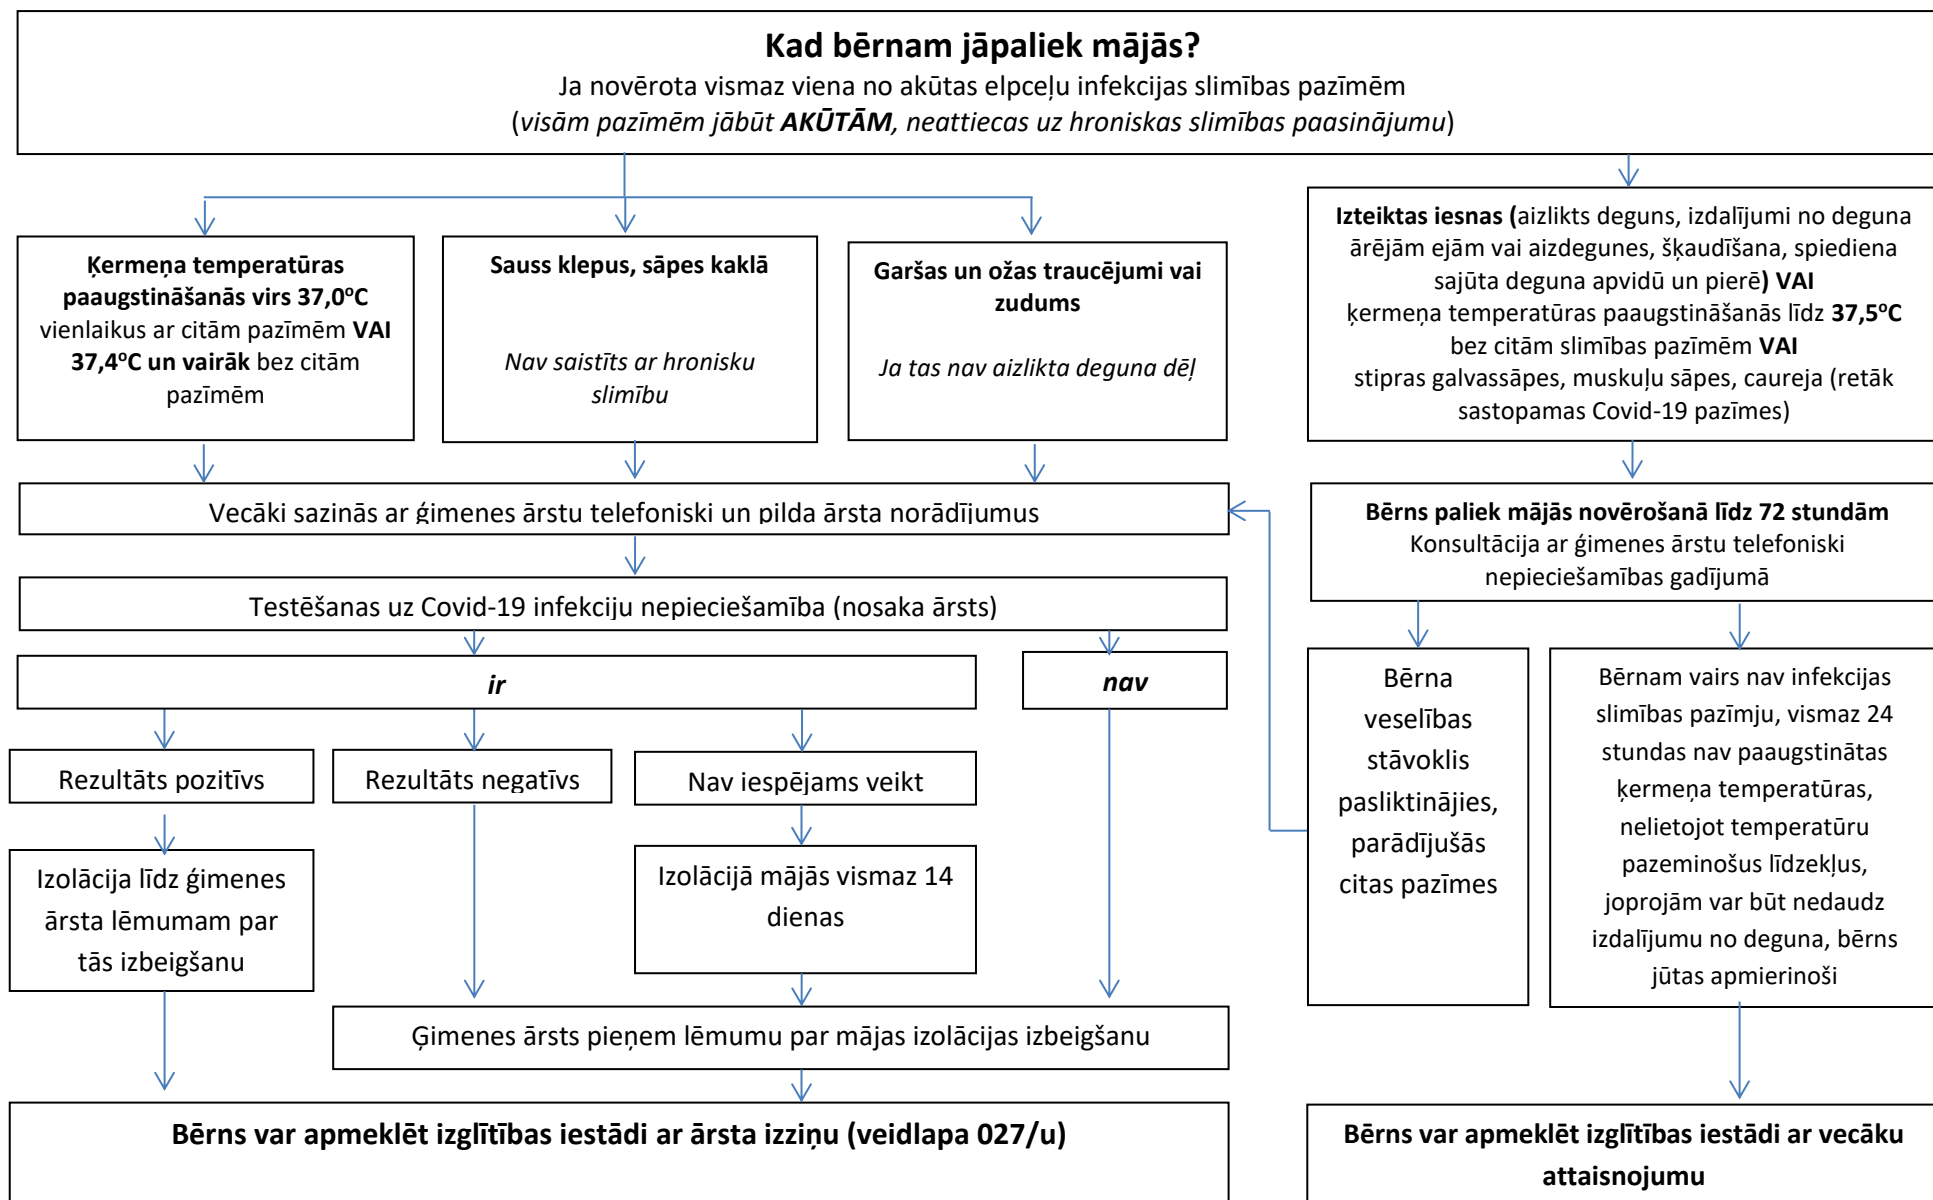 Kad bērnam jāpaliek mājās?
Ja novērota vismaz viena no akūtas elpceļu infekcijas slimības pazīmēm
(visām pazīmēm jābūt AKŪTĀM, neattiecas uz hroniskas slimības paasinājumu)
Ķermeņa temperatūras
paaugstināšanās virs 37,0°C
vienlaikus ar citām pazīmēm VAI
37,4°C un vairāk bez citām
pazīmēm
Sauss klepus, sāpes kaklā
Nav saistīts ar hronisku
slimību
Garšas un ožas traucējumi vai
zudums
Ja tas nav aizlikta deguna dēļ
Izteiktas iesnas (aizlikts deguns, izdalījumi no deguna
ārējām ejām vai aizdegunes, šķaudīšana, spiediena
sajūta deguna apvidū un pierē) VAI
ķermeņa temperatūras paaugstināšanās līdz 37,5°C
bez citām slimības pazīmēm VAI
stipras galvassāpes, muskuļu sāpes, caureja (retāk
sastopamas Covid-19 pazīmes)
Vecāki sazinās ar ģimenes ārstu telefoniski un pilda ārsta norādījumus
Bērns paliek mājās novērošanā līdz 72 stundām
Konsultācija ar ģimenes ārstu telefoniski
nepieciešamības gadījumā
Testēšanas uz Covid-19 infekciju nepieciešamība (nosaka ārsts)
ir
nav
Rezultāts pozitīvs
Rezultāts negatīvs
Nav iespējams veikt
Izolācija līdz ģimenes
ārsta lēmumam par
tās izbeigšanu
Izolācijā mājās vismaz 14
dienas
Bērna
veselības
stāvoklis
pasliktinājies,
parādījušās
citas pazīmes
Bērnam vairs nav infekcijas
slimības pazīmju, vismaz 24
stundas nav paaugstinātas
ķermeņa temperatūras,
nelietojot temperatūru
pazeminošus līdzekļus,
joprojām var būt nedaudz
izdalījumu no deguna, bērns
jūtas apmierinoši
Ģimenes ārsts pieņem lēmumu par mājas izolācijas izbeigšanu
Bērns var apmeklēt izglītības iestādi ar ārsta izziņu (veidlapa 027/u)
Bērns var apmeklēt izglītības iestādi ar vecāku
attaisnojumu